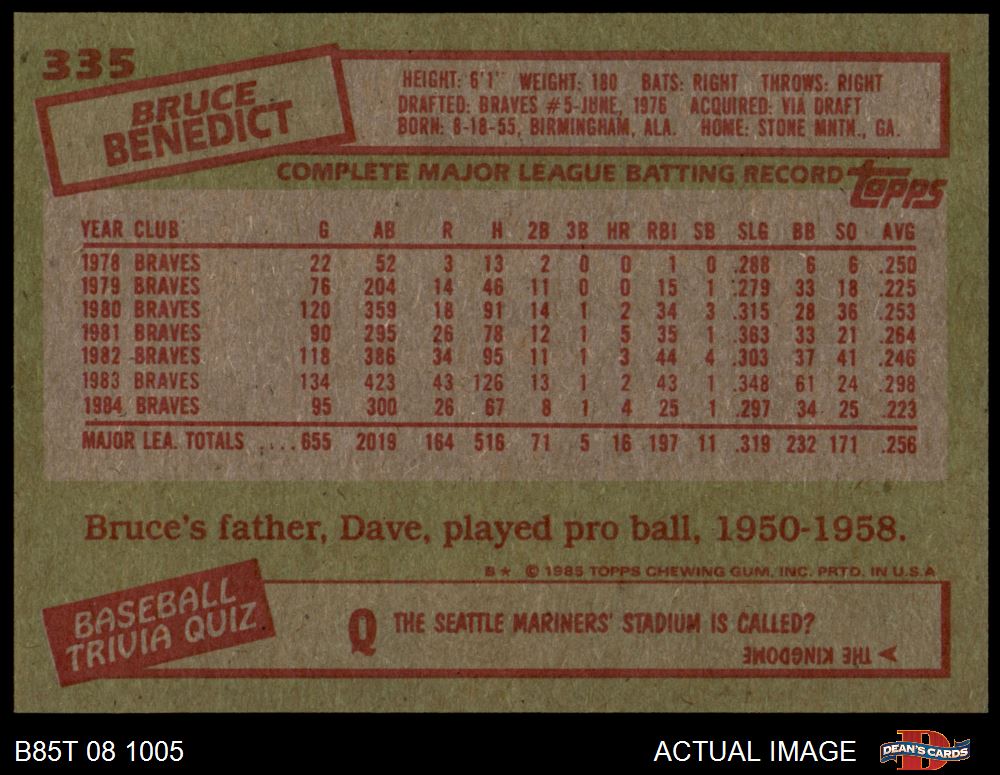 335
BRUCE
BENEDICT
HEIGHT: 6'1" WEIGHT: 180 BATS: RIGHT THROWS: RIGHT
DRAFTED: BRAVES #5-JUNE, 1976 ACQUIRED: VIA DRAFT
BORN: 8-18-55, BIRMINGHAM, ALA. HOME: STONE MNTN., GA.
COMPLETE MAJOR LEAGUE BATTING RECORD topps
YEAR CLUB G AB R H 2B 3B HR RBI SB SLG BB SO AVG
1978 BRAVES 22 52 3 13 2 0 0 1 0 .288 6 6 .250
1979 BRAVES 76 204 14 46 11 0 0 15 1 .279 33 18 .225
1980 BRAVES 120 359 18 91 14 1 2 34 3 .315 28 36 .253
1981 BRAVES 90 295 26 78 12 1 5 35 1 .363 33 21 .264
1982 BRAVES 118 386 34 95 11 1 3 44 4 .303 37 41 .246
1983 BRAVES 134 423 43 126 13 1 2 43 1 .348 61 24 .298
1984 BRAVES 95 300 26 67 8 1 4 25 1 .297 34 25 .223
MAJOR LEA. TOTALS ....655 2019 164 516 71 5 16 197 11 .319 232 171 .256
Bruce's father, Dave, played pro ball, 1950-1958.
B* © 1985 TOPPS CHEWING GUM, INC. PRTD. IN U.S.A.
BASEBALL
TRIVIA QUIZ
Q THE SEATTLE MARINERS' STADIUM IS CALLED?
THE KINGDOME
B85T 08 1005
ACTUAL IMAGE
D
DEAN'S CARDS